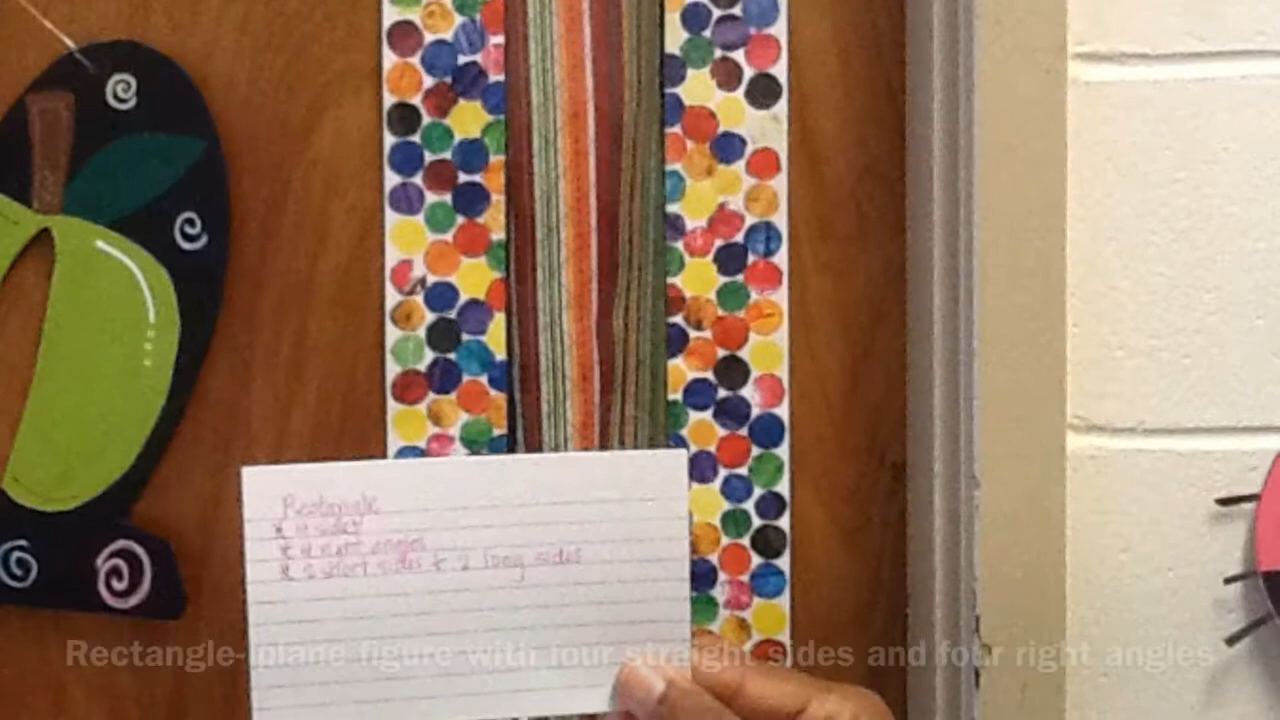 Rectangle
* 4 sides
* 4 right angles
* 2 short sides + 2 long sides
Rectangle- plane figure with four straight sides and four right angles